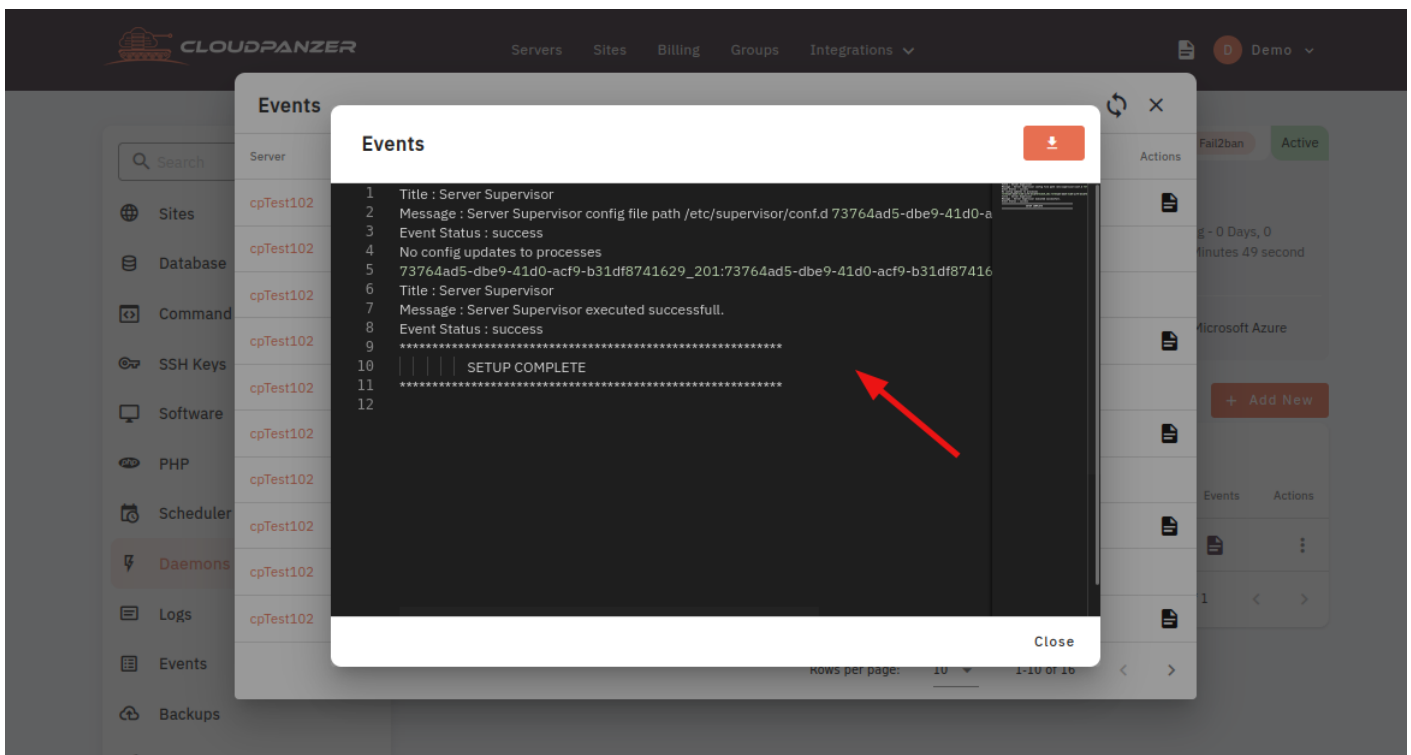 CLOUDPANZER
Servers Sites Billing Groups Integrations
D Demo
Events
Search
Server
Actions
Fail2ban Active
Events
1 Title : Server Supervisor
2 Message : Server Supervisor config file path /etc/supervisor/conf.d 73764ad5-dbe9-41d0-a
3 Event Status : success
4 No config updates to processes
5 73764ad5-dbe9-41d0-acf9-b31df8741629_201:73764ad5-dbe9-41d0-acf9-b31df87416
6 Title : Server Supervisor
7 Message : Server Supervisor executed successfull.
8 Event Status : success
9 ************************************************************
10 SETUP COMPLETE
11 ************************************************************
12
Close
Sites
Database
Command
SSH Keys
Software
PHP
php
Scheduler
Daemons
Logs
Events
Backups
cpTest102
cpTest102
cpTest102
cpTest102
cpTest102
cpTest102
cpTest102
cpTest102
cpTest102
cpTest102
Rows per page: 10 1-10 of 16
g - 0 Days, 0
Minutes 49 second
Microsoft Azure
+ Add New
Events Actions
1